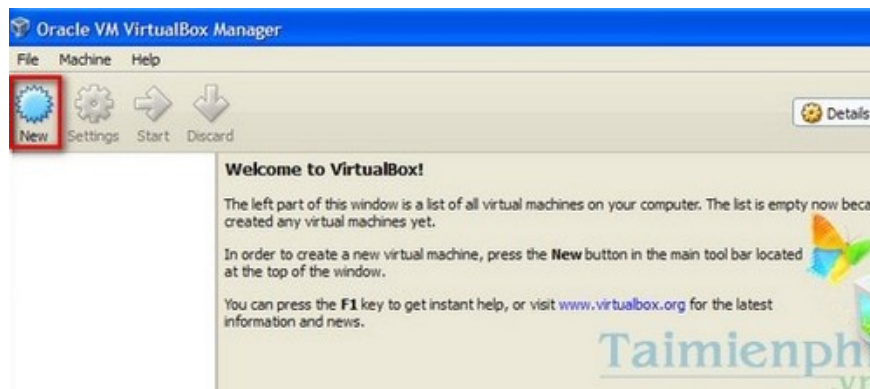 Oracle VM VirtualBox Manager
File Machine Help
New Settings Start Discard
Details
Welcome to VirtualBox!
The left part of this window is a list of all virtual machines on your computer. The list is empty now
created any virtual machines yet.
In order to create a new virtual machine, press the New button in the main tool bar located
at the top of the window.
You can press the F1 key to get instant help, or visit www.virtualbox.org for the latest
information and news.
Taimienph